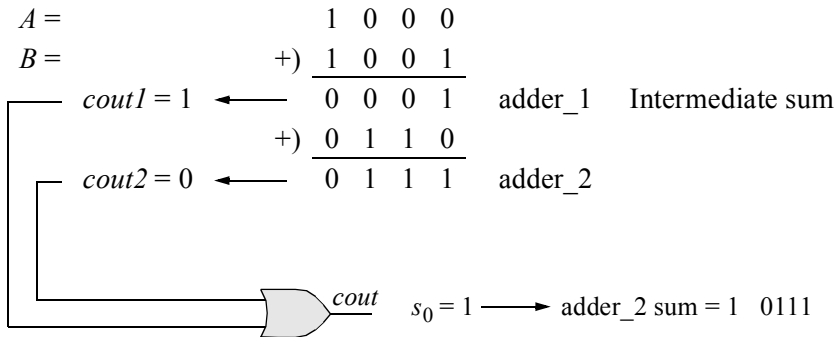 A = 1 0 0 0
B = +) 1 0 0 1
cout1 = 1 0 0 0 1 adder_1 Intermediate sum
+) 0 1 1 0
cout2 = 0 0 1 1 1 adder_2
cout s0 = 1 adder_2 sum = 1 0111